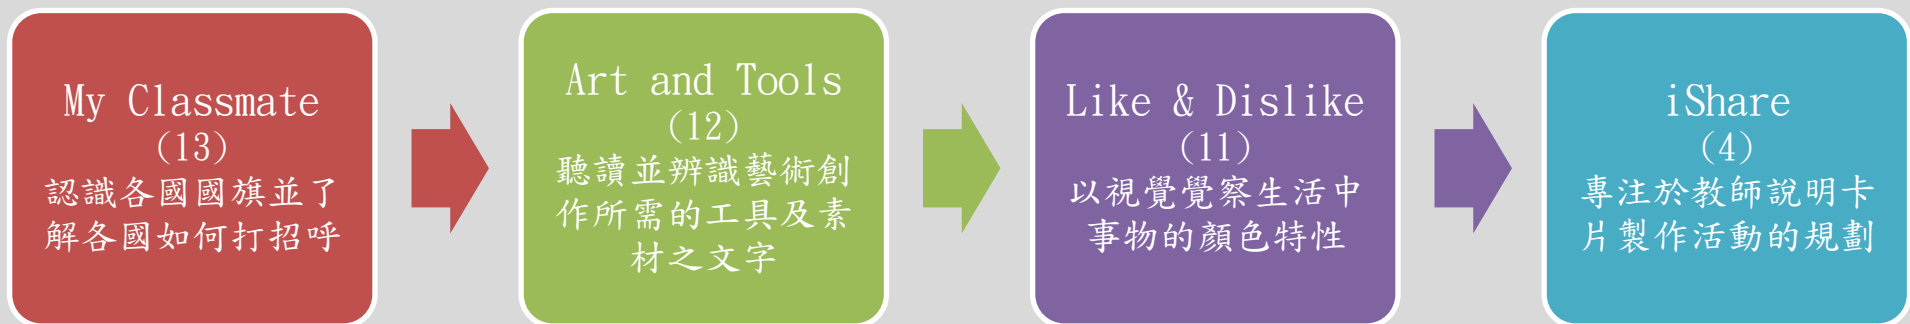 My Classmate
(13)
認識各國國旗並了
解各國如何打招呼
Art and Tools
(12)
聽讀並辨識藝術創
作所需的工具及素
材之文字
Like & Dislike
(11)
以視覺覺察生活中
事物的顏色特性
iShare
(4)
專注於教師說明卡
片製作活動的規劃